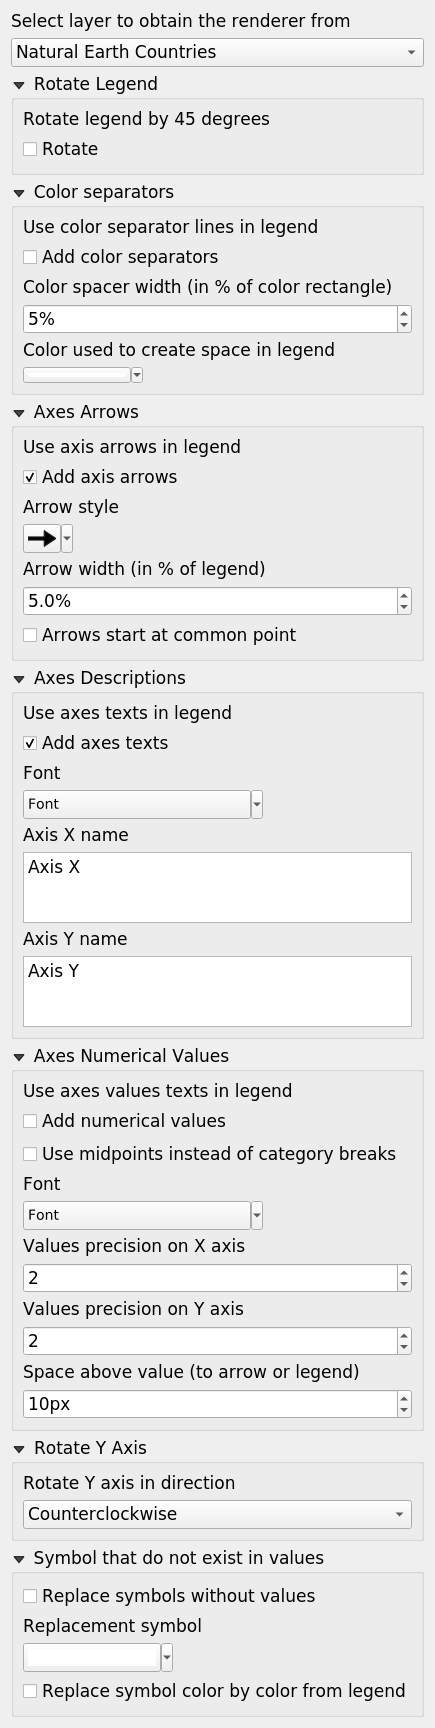 Select layer to obtain the renderer from
Natural Earth Countries
Rotate Legend
Rotate legend by 45 degrees
Rotate
Color separators
Use color separator lines in legend
Add color separators
Color spacer width (in % of color rectangle)
5%
Color used to create space in legend
Axes Arrows
Use axis arrows in legend
Add axis arrows
Arrow style
Arrow width (in % of legend)
5.0%
Arrows start at common point
Axes Descriptions
Use axes texts in legend
Add axes texts
Font
Font
Axis X name
Axis X
Axis Y name
Axis Y
Axes Numerical Values
Use axes values texts in legend
Add numerical values
Use midpoints instead of category breaks
Font
Font
Values precision on X axis
2
Values precision on Y axis
2
Space above value (to arrow or legend)
10px
Rotate Y Axis
Rotate Y axis in direction
Counterclockwise
Symbol that do not exist in values
Replace symbols without values
Replacement symbol
Replace symbol color by color from legend